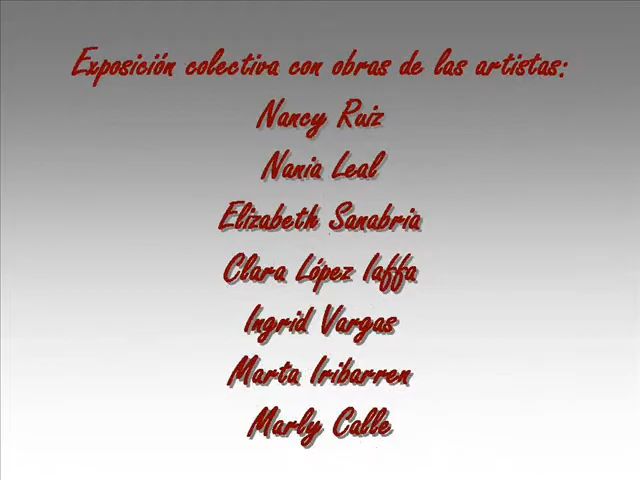 Exposición colectiva con obras de las artistas:
Nancy Ruiz
Nania Leal
Elizabeth Sanabria
Clara López Iaffa
Ingrid Vargas
Marta Iribarren
Marly Calle